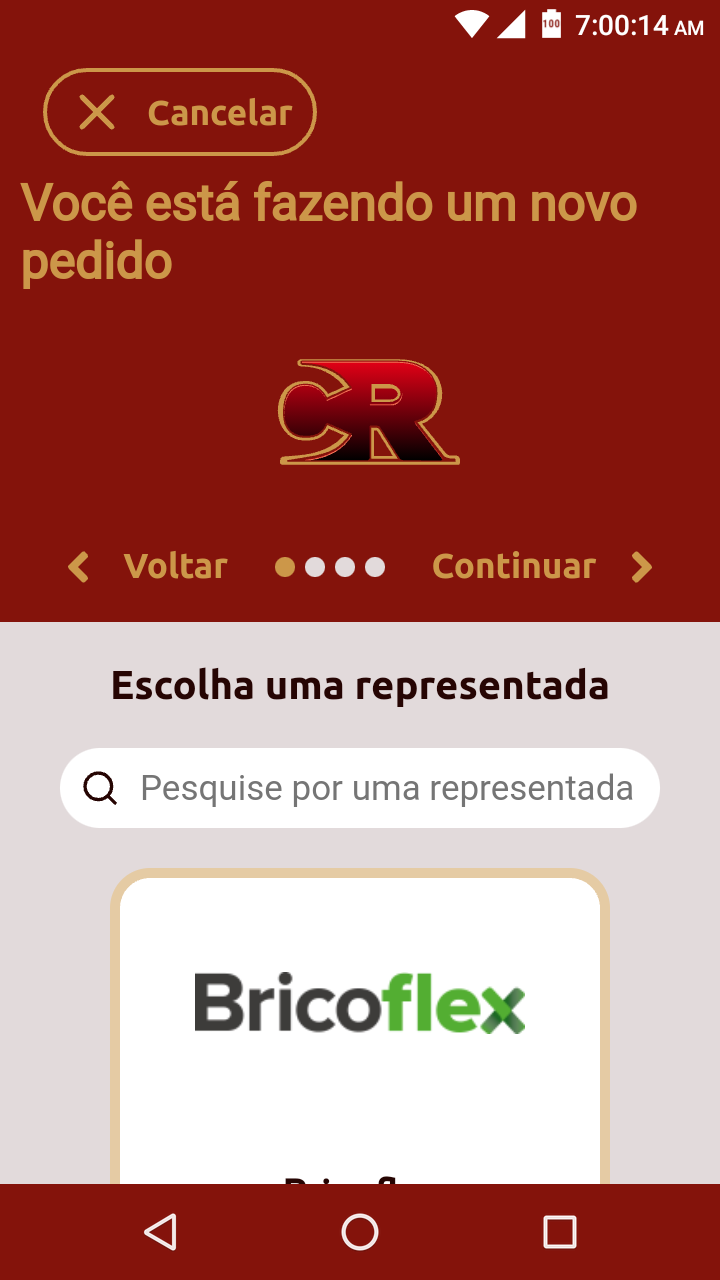 100 7:00:14 AM
Cancelar
Você está fazendo um novo
pedido
CR
Voltar
Continuar
Escolha uma representada
Pesquise por uma representada
Bricoflex